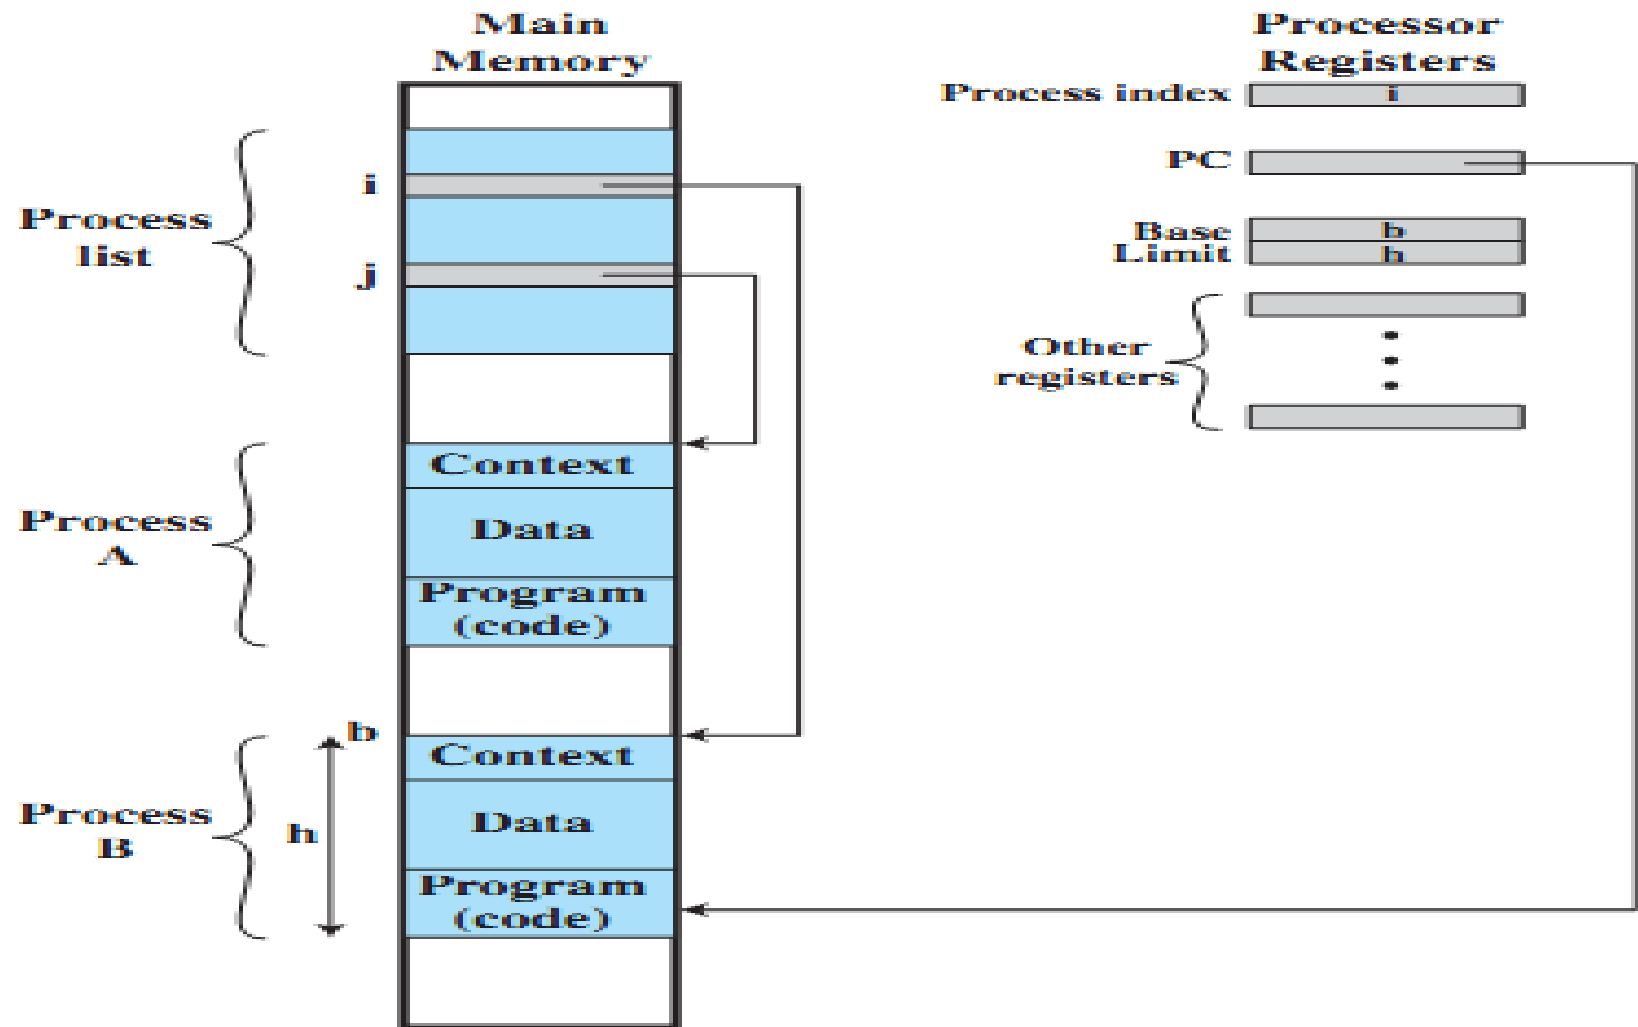 Main
Memory
Process
list
i
j
Process
A
Context
Data
Program
(code)
Process
B
b
h
Context
Data
Program
(code)
Processor
Registers
Process index
i
PC
Base
b
Limit
h
Other
registers